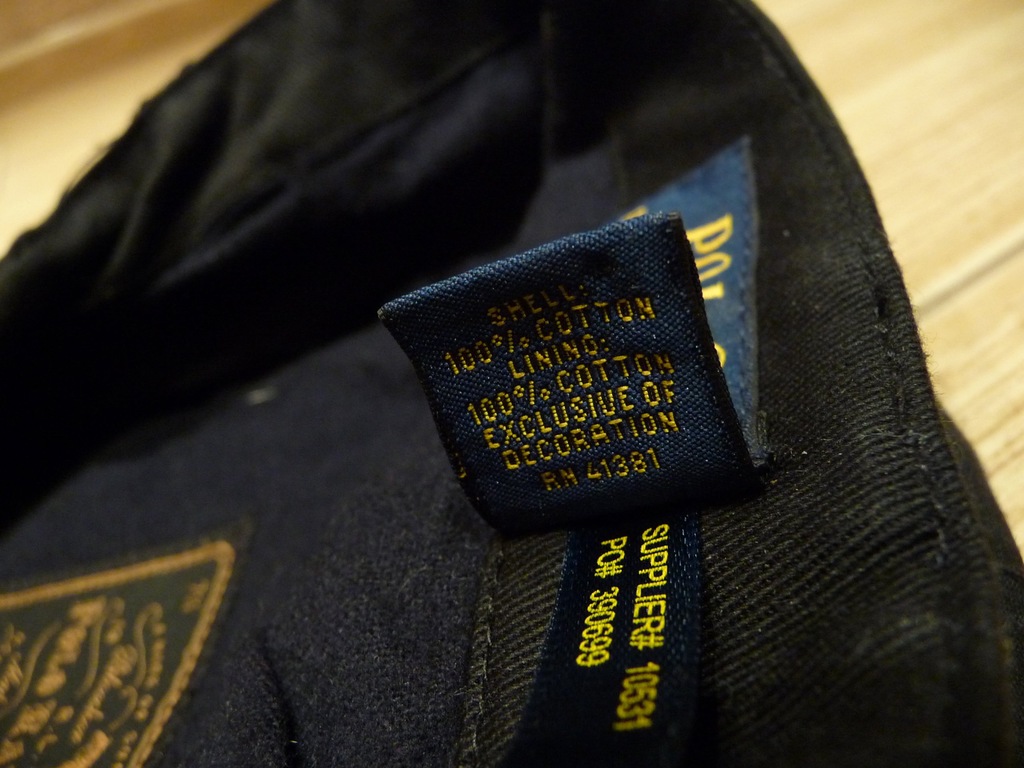 SHELL:
100% COTTON
LINING:
100% COTTON
EXCLUSIVE OF
DECORATION
RN 41381
SUPPLIER# 10531
PO# 390699